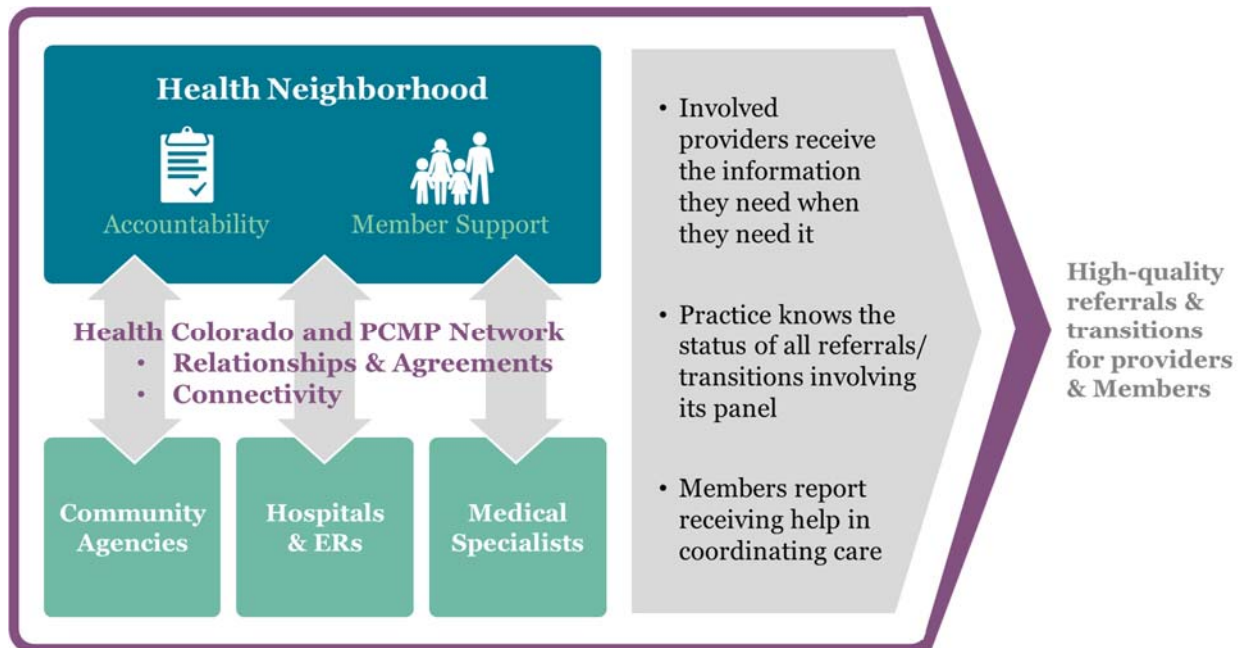 Health Neighborhood
Accountability
Member Support
Health Colorado and PCMP Network
• Relationships & Agreements
• Connectivity
Community
Agencies
Hospitals
& ERs
Medical
Specialists
• Involved
providers receive
the information
they need when
they need it
• Practice knows the
status of all referrals/
transitions involving
its panel
• Members report
receiving help in
coordinating care
High-quality
referrals &
transitions
for providers
& Members